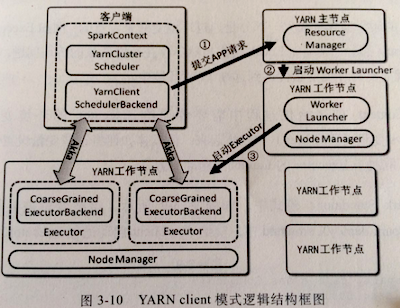 客户端
SparkContext
YarnCluster
Scheduler
YarnClient
SchedulerBackend
①
提交APP请求
YARN 主节点
Resource
Manager
② 启动 Worker Launcher
YARN 工作节点
Worker
Launcher
Node Manager
启动Executor
③
Akka
Akka
YARN工作节点
CoarseGrained
ExecutorBackend
Executor
CoarseGrained
ExecutorBackend
Executor
Node Manager
YARN工作节点
YARN工作节点
图 3-10 YARN client 模式逻辑结构框图